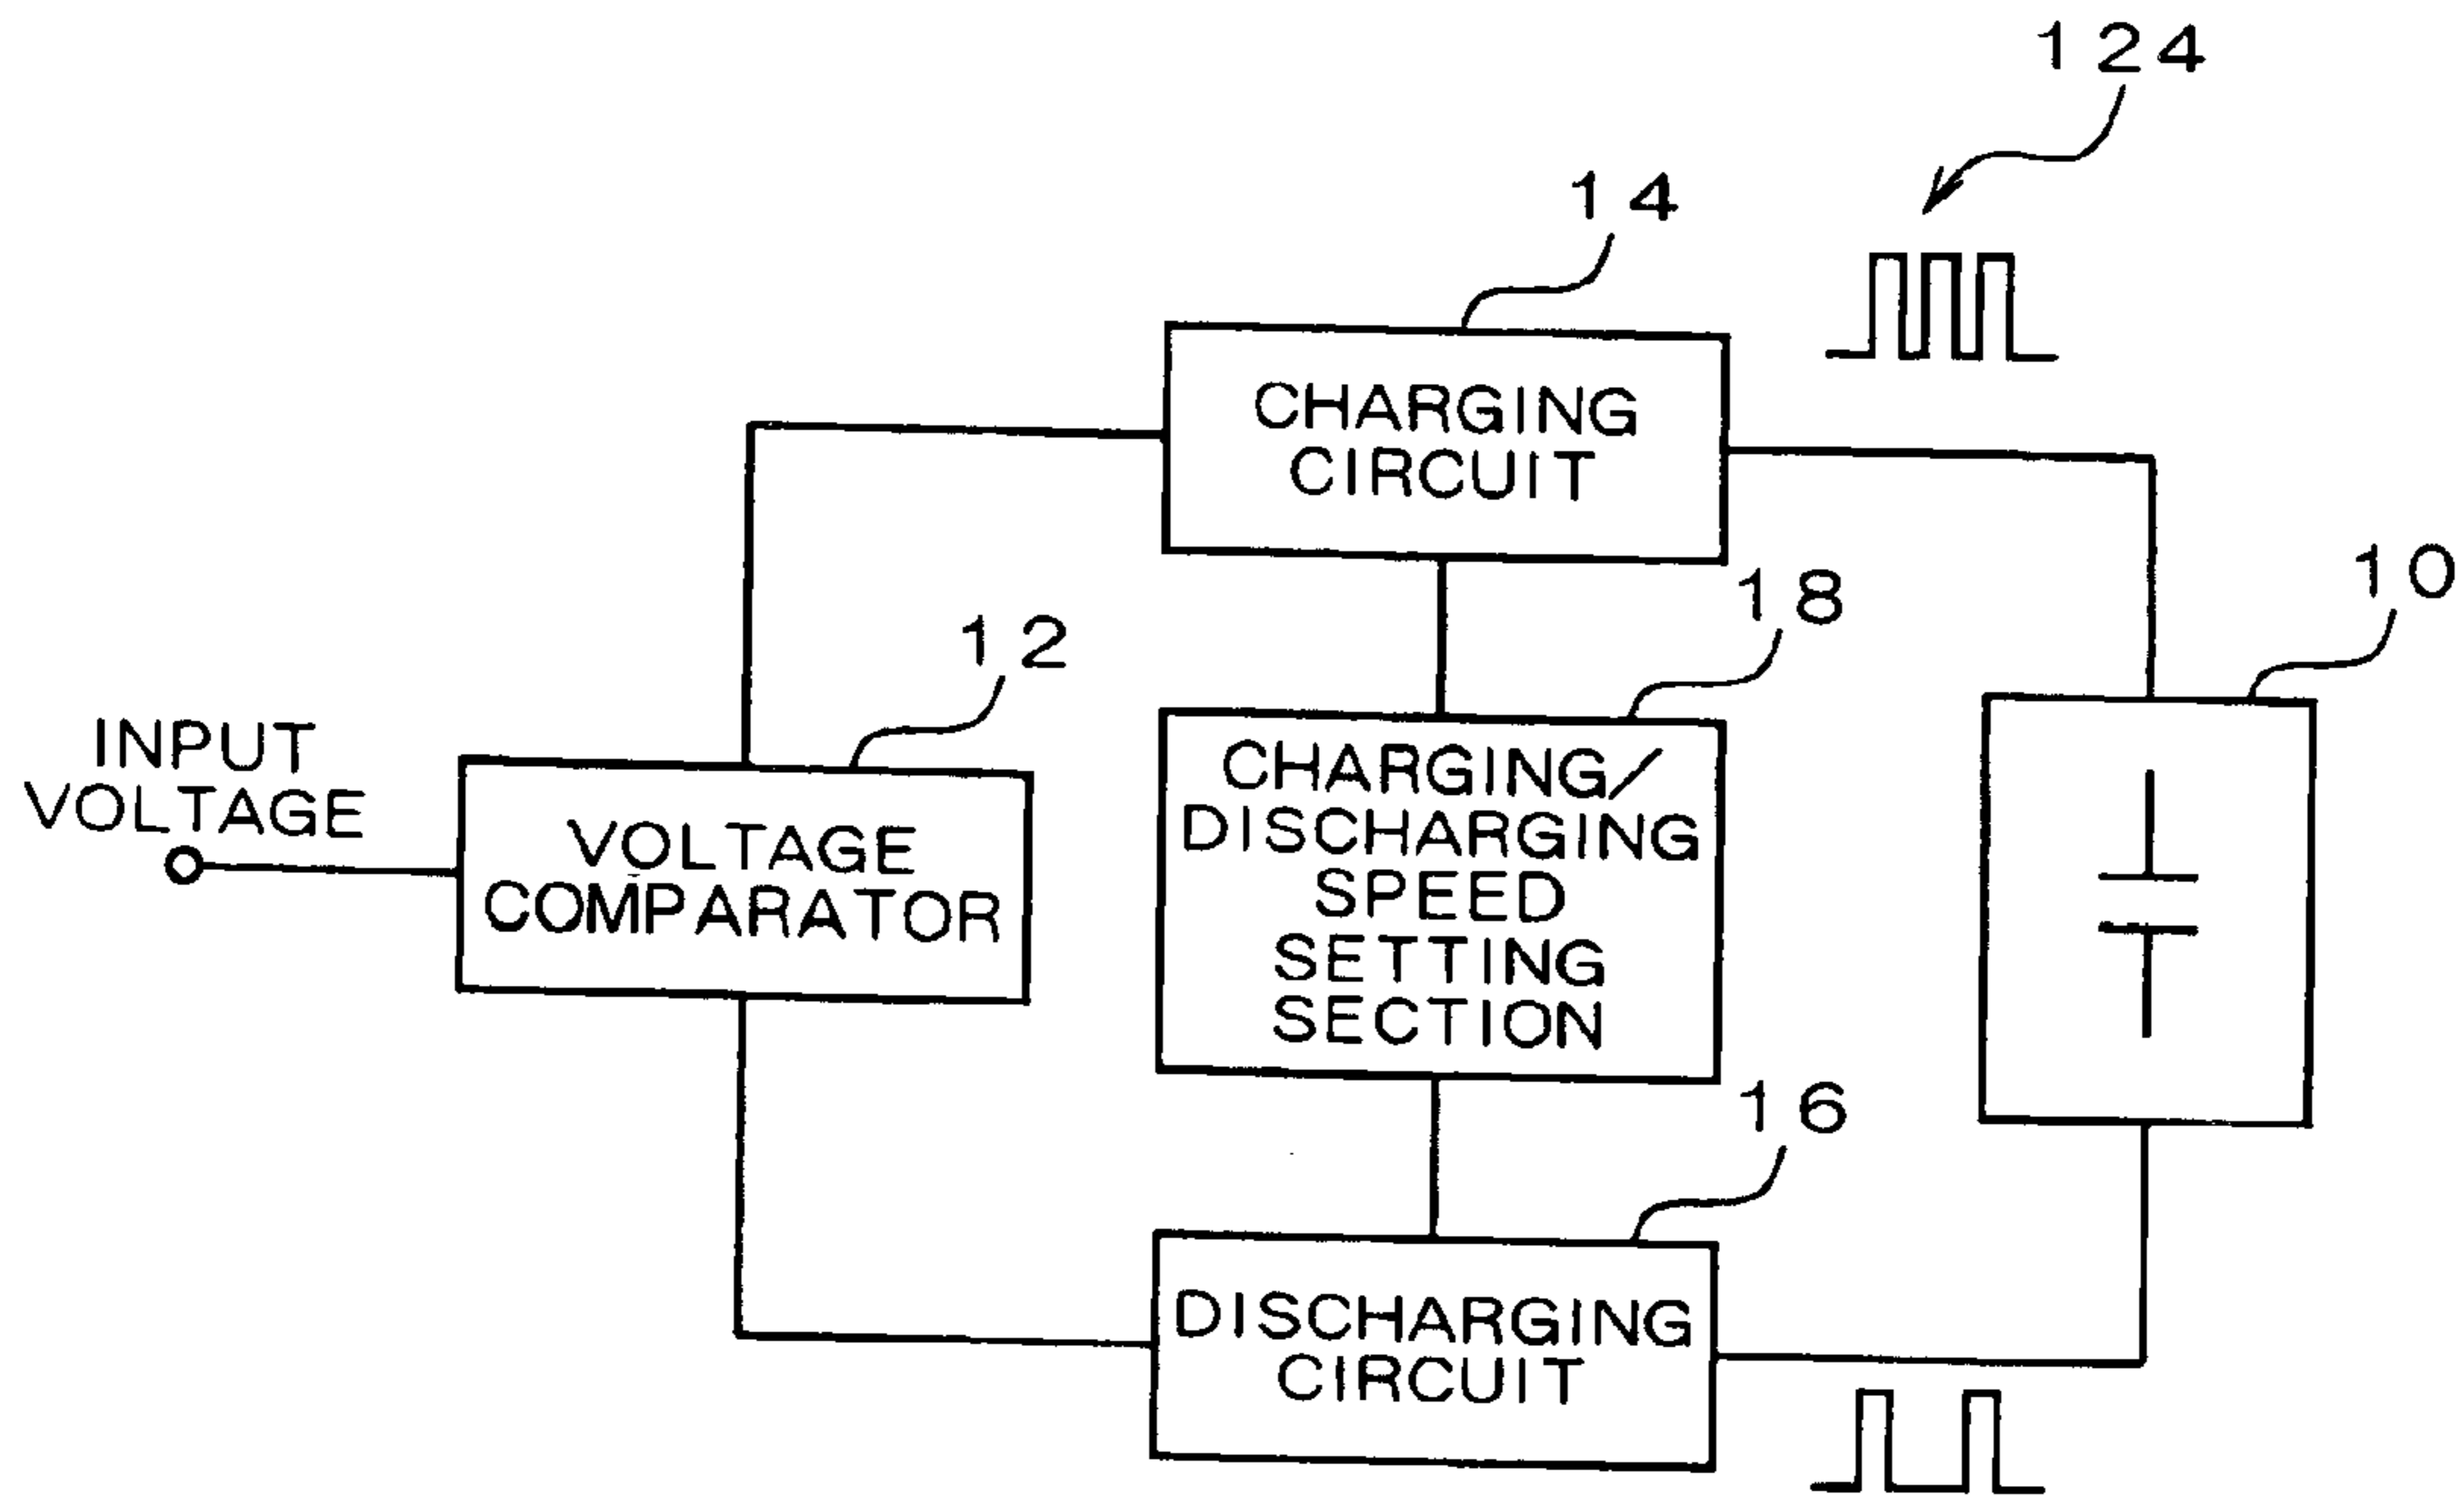 124
14
CHARGING
CIRCUIT
10
18
12
INPUT
VOLTAGE
VOLTAGE
COMPARATOR
CHARGING/
DISCHARGING
SPEED
SETTING
SECTION
16
DISCHARGING
CIRCUIT